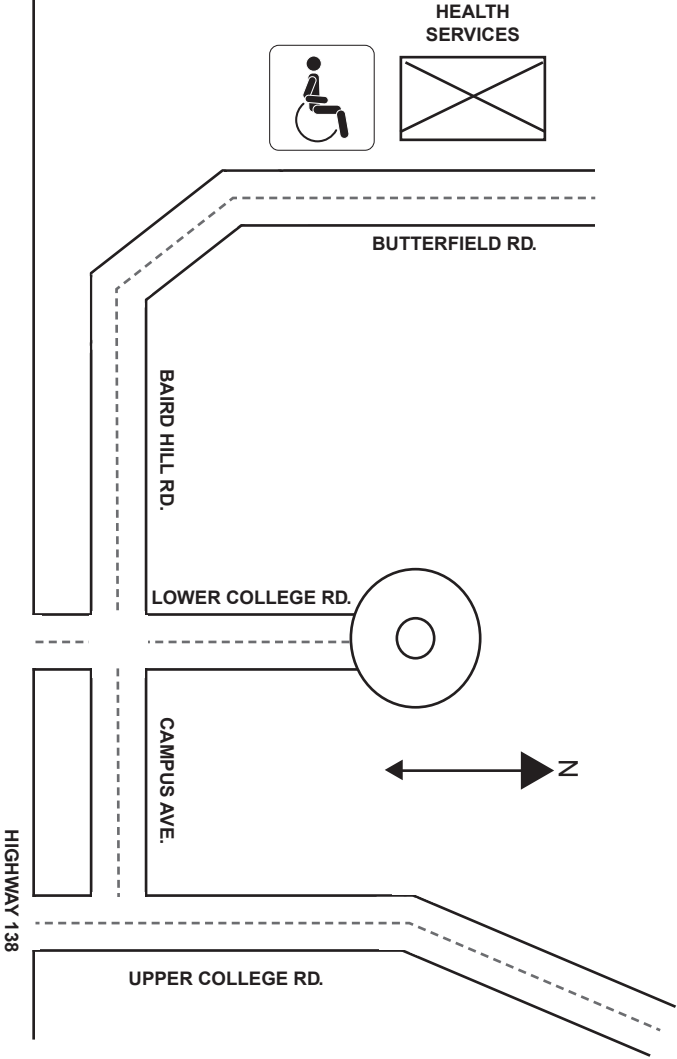 HEALTH
SERVICES
BUTTERFIELD RD.
BAIRD HILL RD.
LOWER COLLEGE RD.
CAMPUS AVE.
N
HIGHWAY 138
UPPER COLLEGE RD.